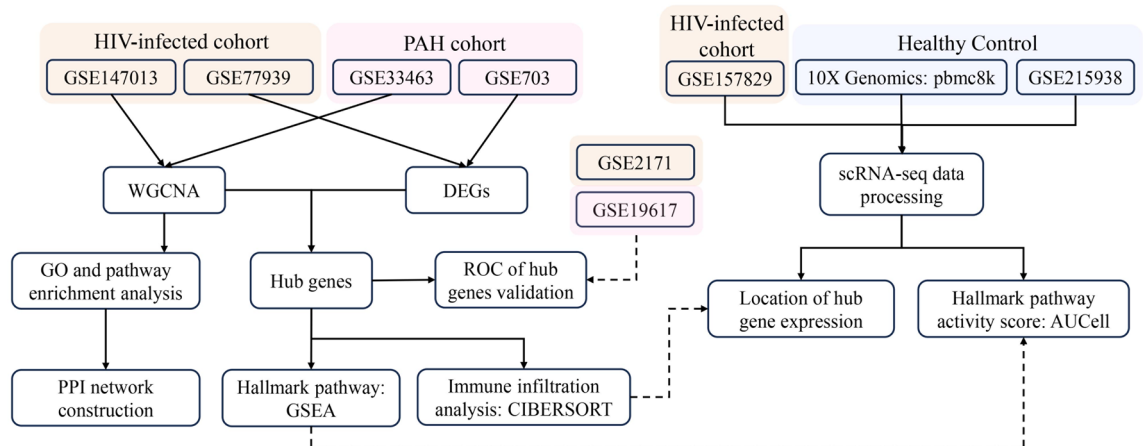 HIV-infected cohort
PAH cohort
GSE147013
GSE77939
GSE33463
GSE703
HIV-infected
cohort
GSE157829
Healthy Control
10X Genomics: pbmc8k
GSE215938
GSE2171
GSE19617
WGCNA
DEGs
scRNA-seq data
processing
GO and pathway
enrichment analysis
Hub genes
ROC of hub
genes validation
Location of hub
gene expression
Hallmark pathway
activity score: AUCell
PPI network
construction
Hallmark pathway:
GSEA
Immune infiltration
analysis: CIBERSORT